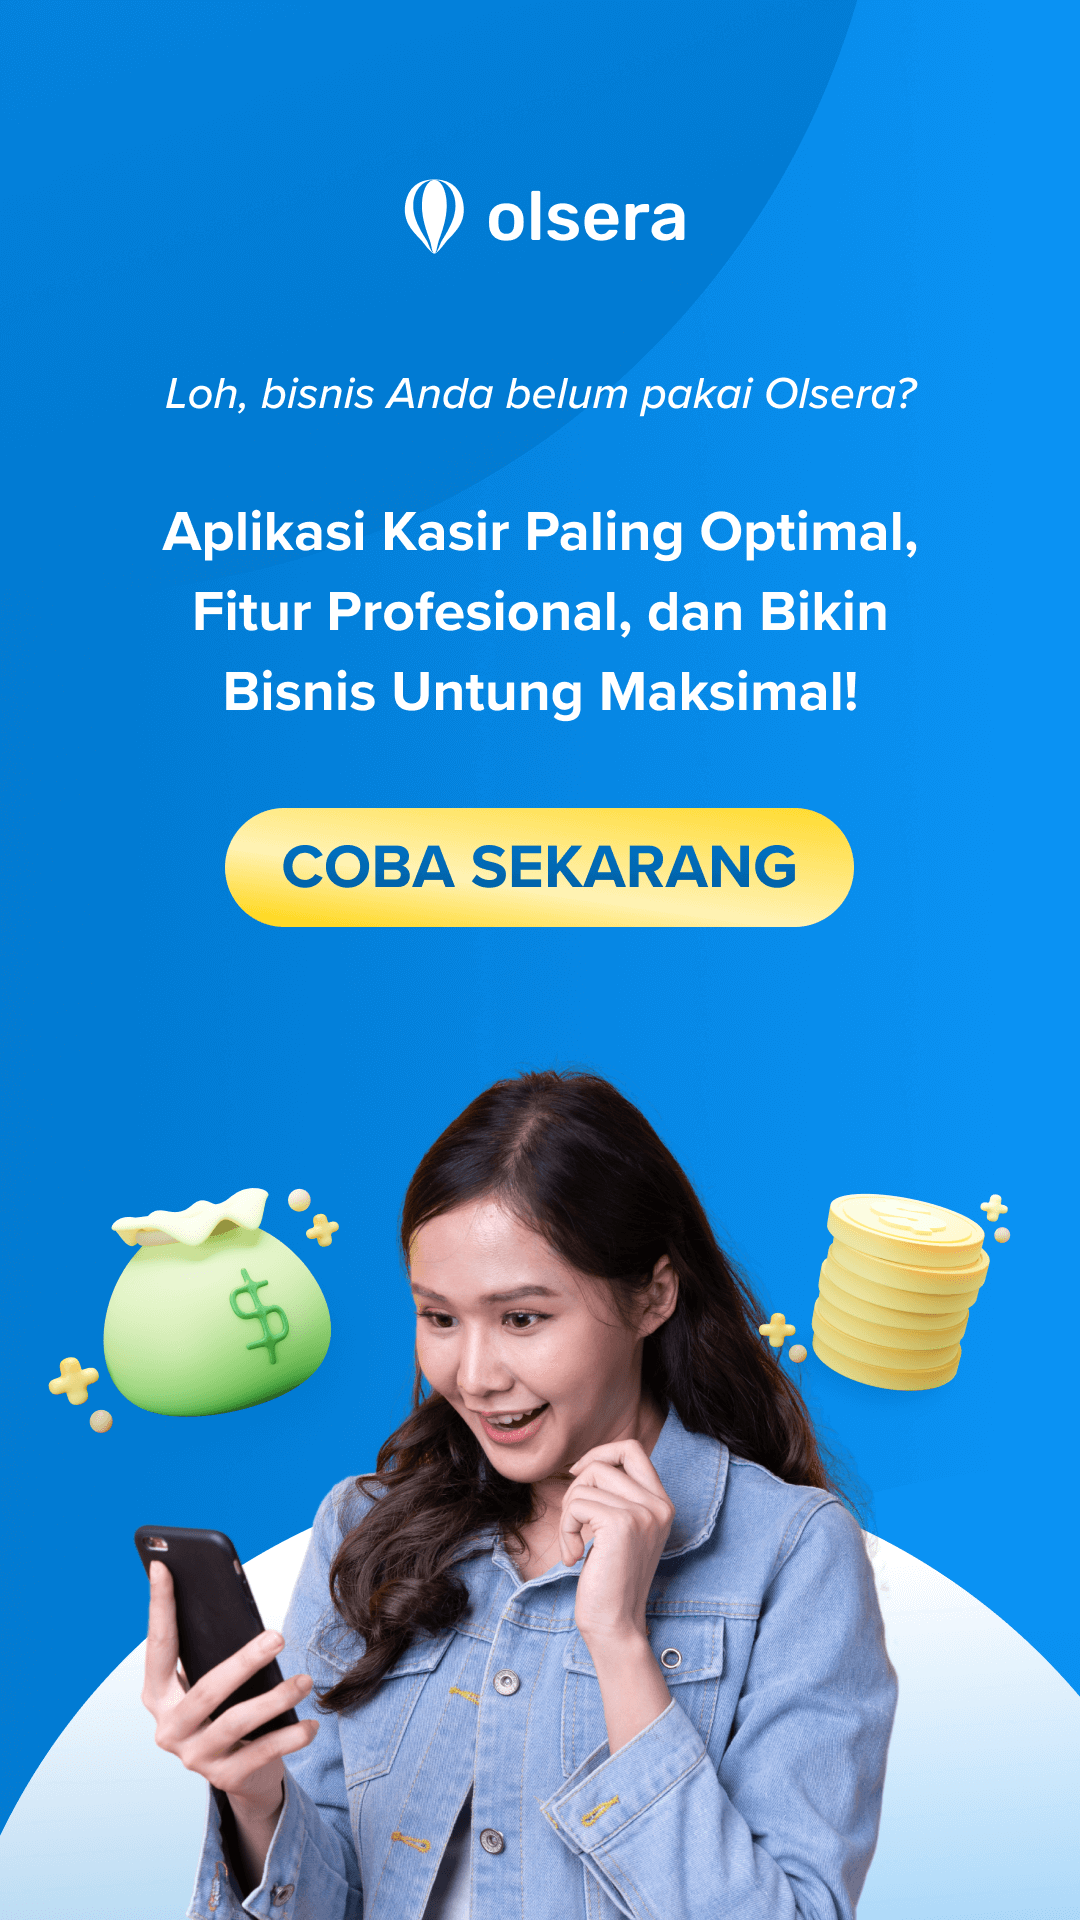 olsera
Loh, bisnis Anda belum pakai Olsera?
Aplikasi Kasir Paling Optimal,
Fitur Profesional, dan Bikin
Bisnis Untung Maksimal!
COBA SEKARANG
$